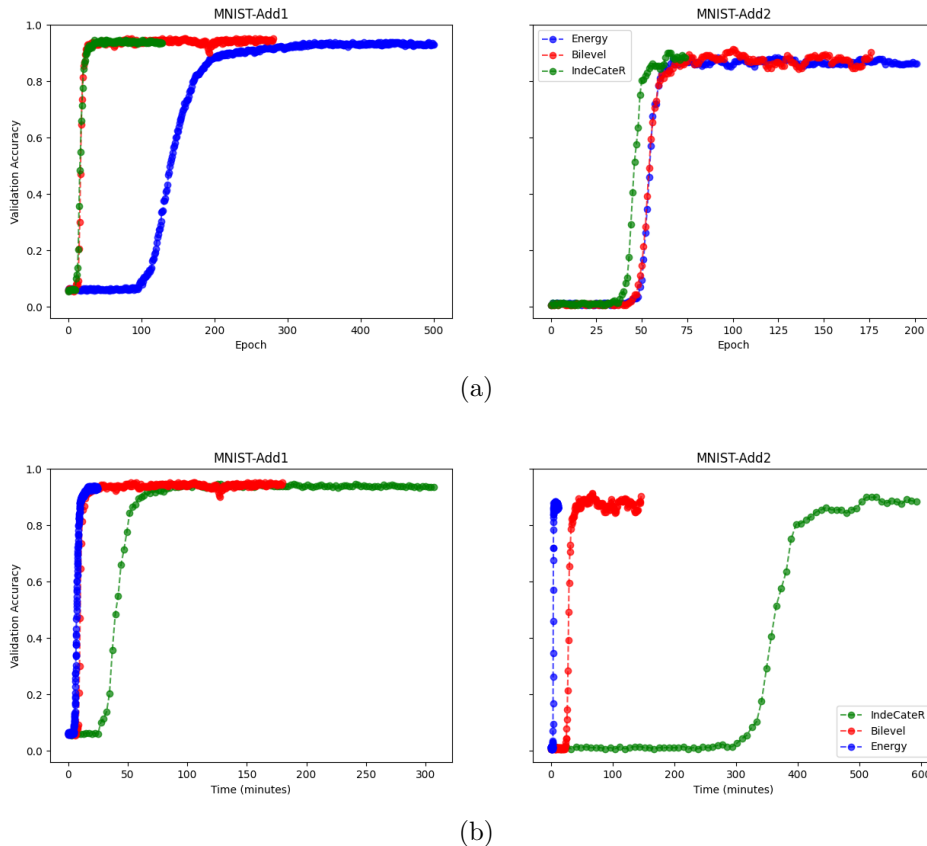 MNIST-Add1
MNIST-Add2
1.0
0.8
0.6
0.4
0.2
0.0
Validation Accuracy
0
100
200
300
400
500
Epoch
Energy
Bilevel
IndeCateR
0
25
50
75
100
125
150
175
200
Epoch
(a)
MNIST-Add1
MNIST-Add2
1.0
0.8
0.6
0.4
0.2
0.0
Validation Accuracy
0
50
100
150
200
250
300
Time (minutes)
IndeCateR
Bilevel
Energy
0
100
200
300
400
500
600
Time (minutes)
(b)